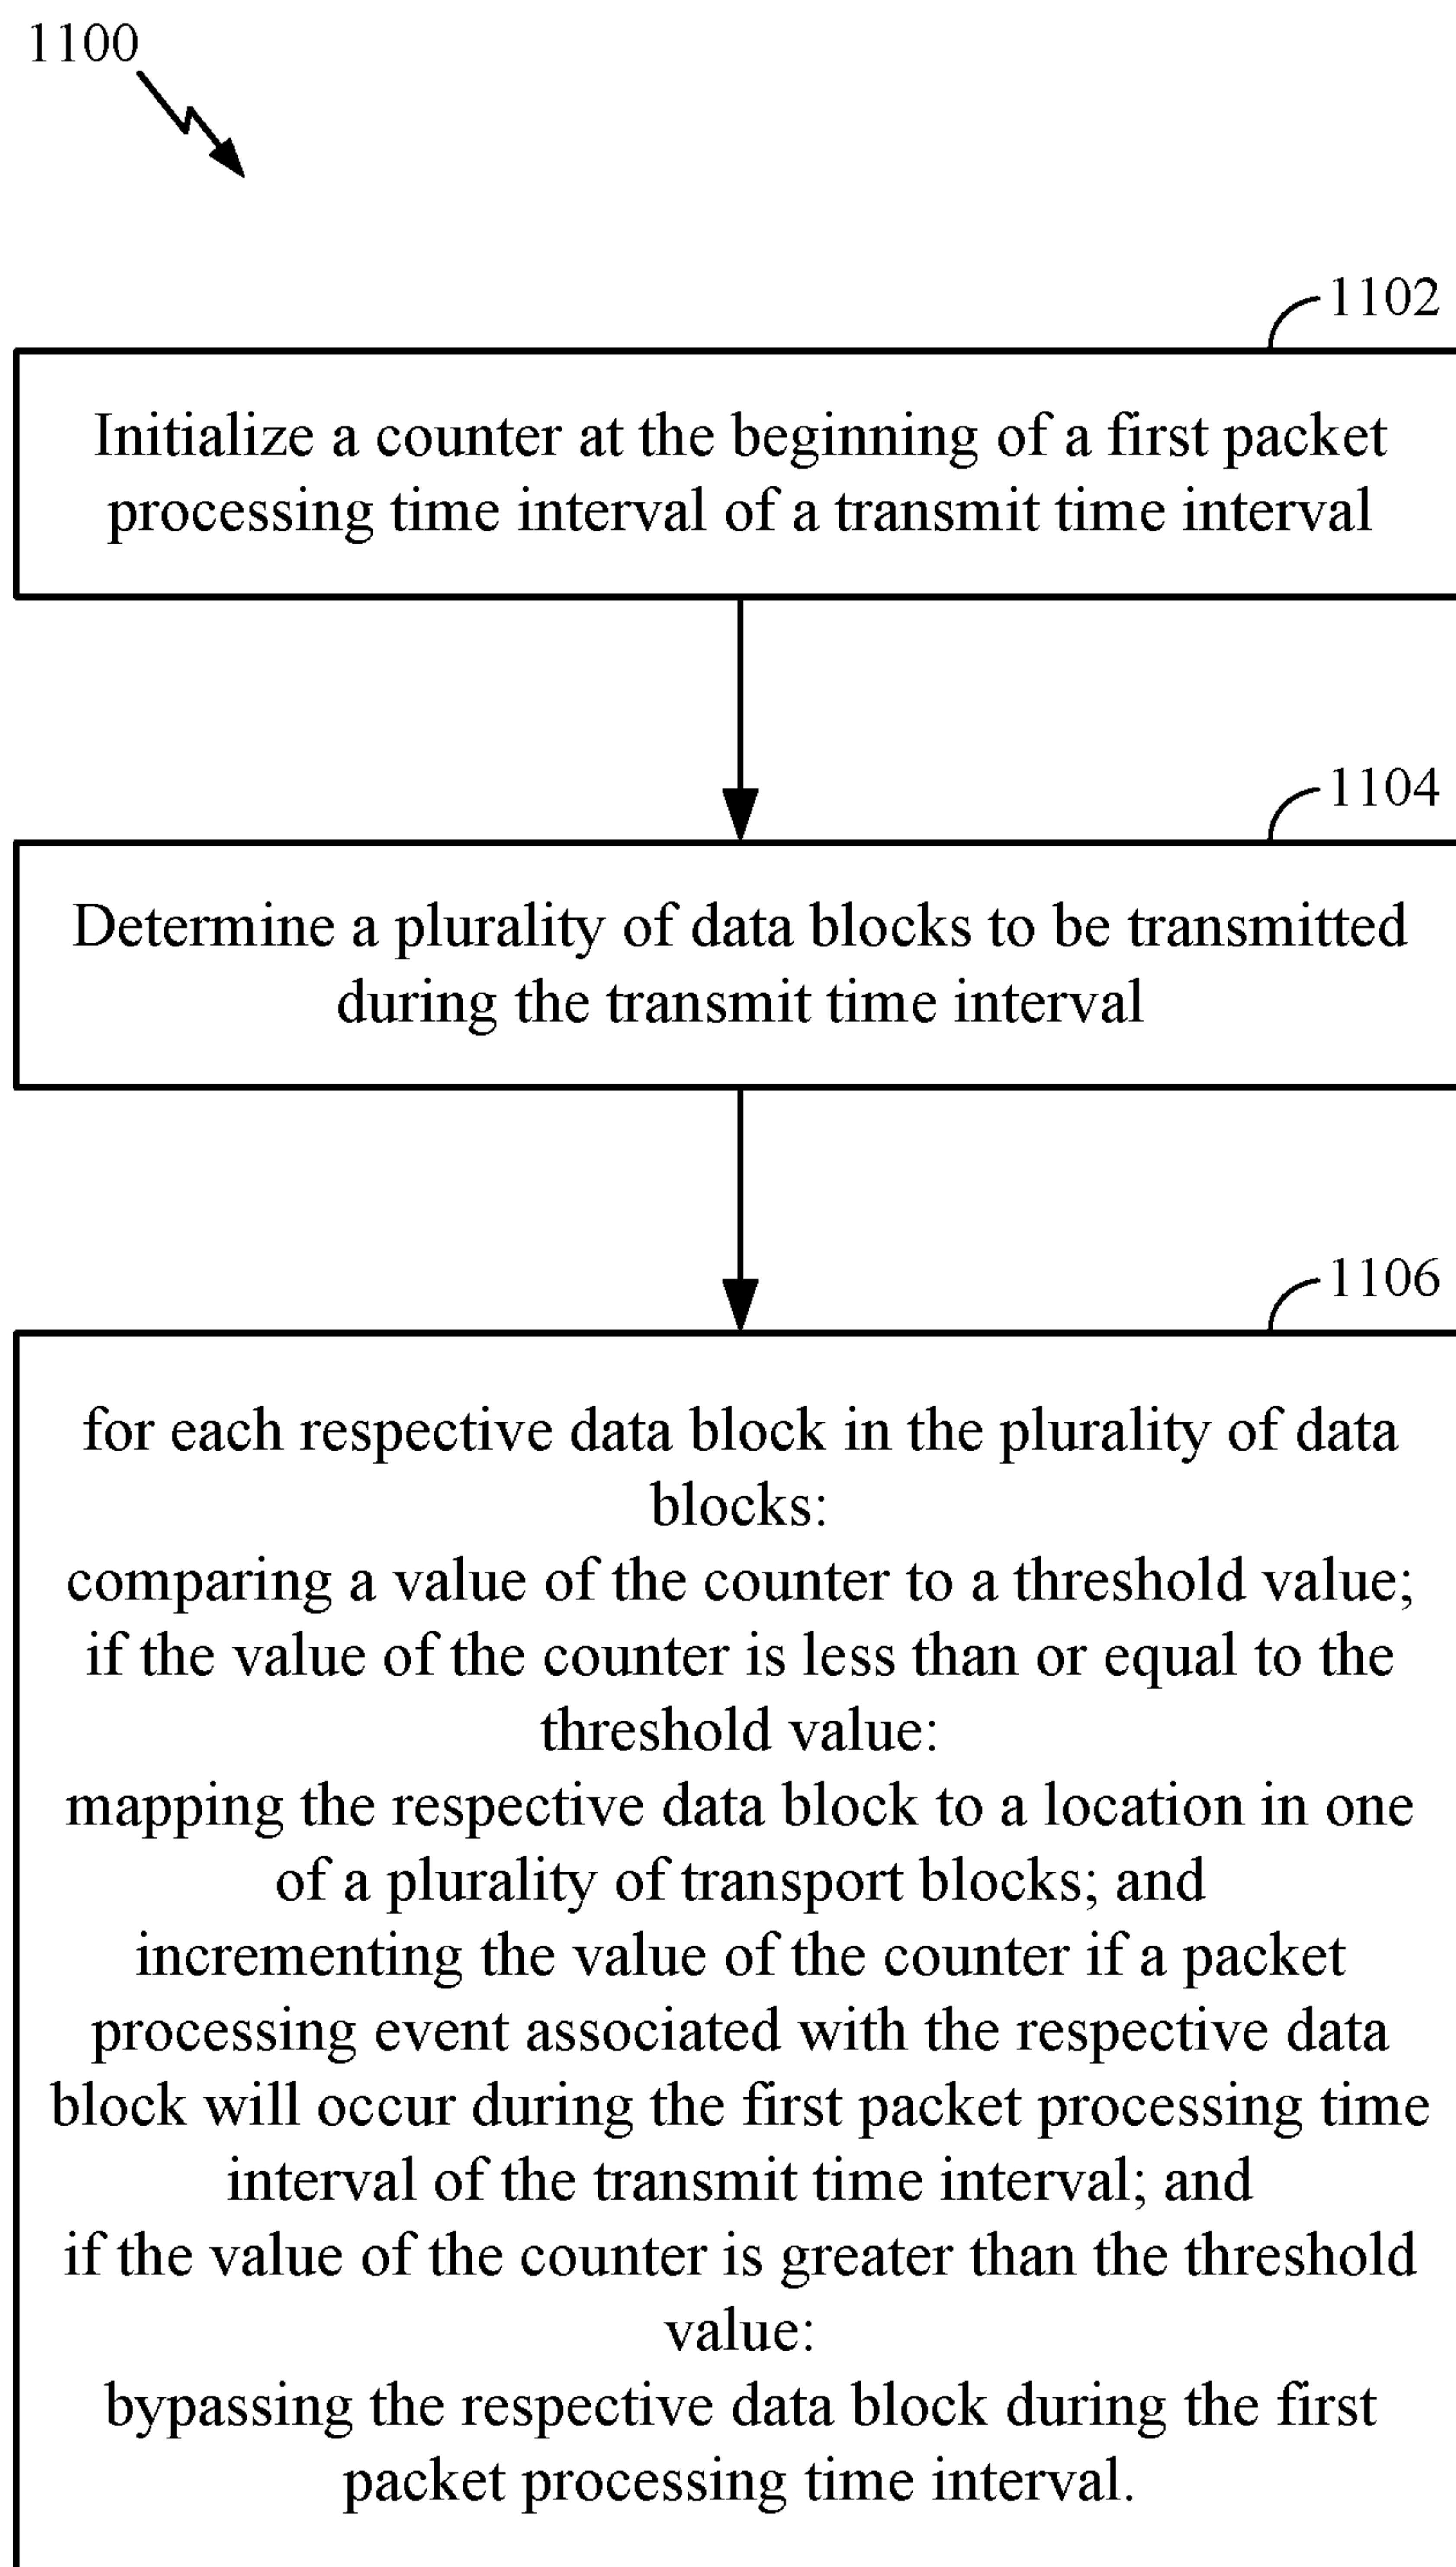 1100
1102
Initialize a counter at the beginning of a first packet
processing time interval of a transmit time interval
1104
Determine a plurality of data blocks to be transmitted
during the transmit time interval
1106
for each respective data block in the plurality of data
blocks:
comparing a value of the counter to a threshold value;
if the value of the counter is less than or equal to the
threshold value:
mapping the respective data block to a location in one
of a plurality of transport blocks; and
incrementing the value of the counter if a packet
processing event associated with the respective data
block will occur during the first packet processing time
interval of the transmit time interval; and
if the value of the counter is greater than the threshold
value:
bypassing the respective data block during the first
packet processing time interval.